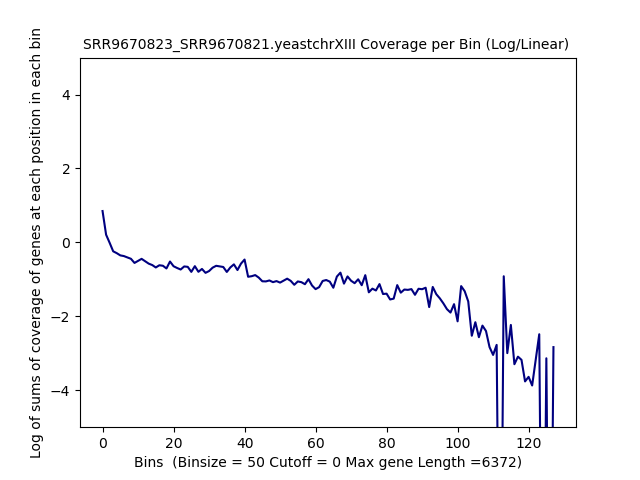 SRR9670823_SRR9670821.yeastchrXIII Coverage per Bin (Log/Linear)
Log of sums of coverage of genes at each position in each bin
4
2
0
−2
−4
0 20 40 60 80 100 120
Bins  (Binsize = 50 Cutoff = 0 Max gene Length =6372)